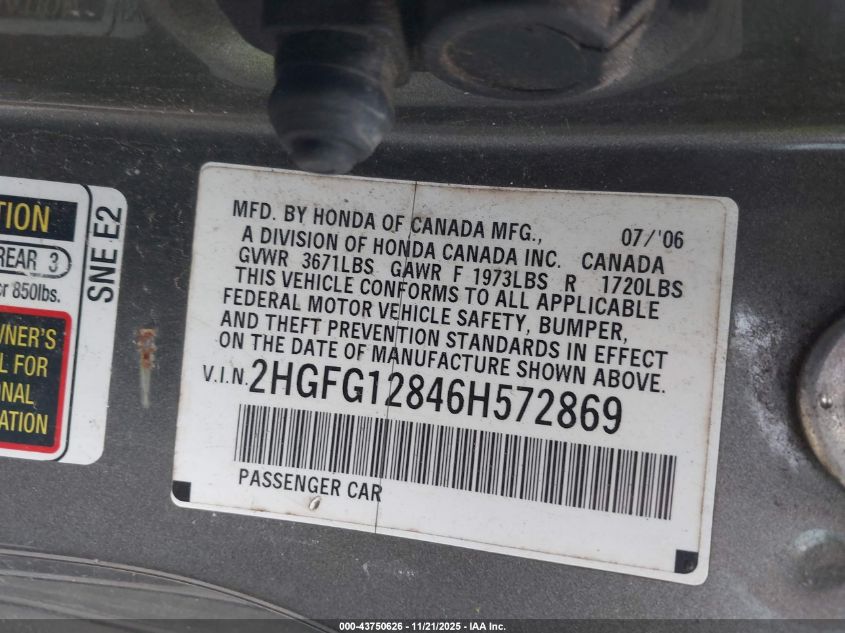 TION
REAR 3
or 850lbs.
WNER'S
L FOR
ONAL
ATION
SNE E2
MFD. BY HONDA OF CANADA MFG., 07/'06
A DIVISION OF HONDA CANADA INC. CANADA
GVWR 3671LBS GAWR F 1973LBS R 1720LBS
THIS VEHICLE CONFORMS TO ALL APPLICABLE
FEDERAL MOTOR VEHICLE SAFETY, BUMPER,
AND THEFT PREVENTION STANDARDS IN EFFECT
ON THE DATE OF MANUFACTURE SHOWN ABOVE.
V.I.N. 2HGFG12846H572869
PASSENGER CAR
000-43750626 - 11/21/2025 - IAA Inc.